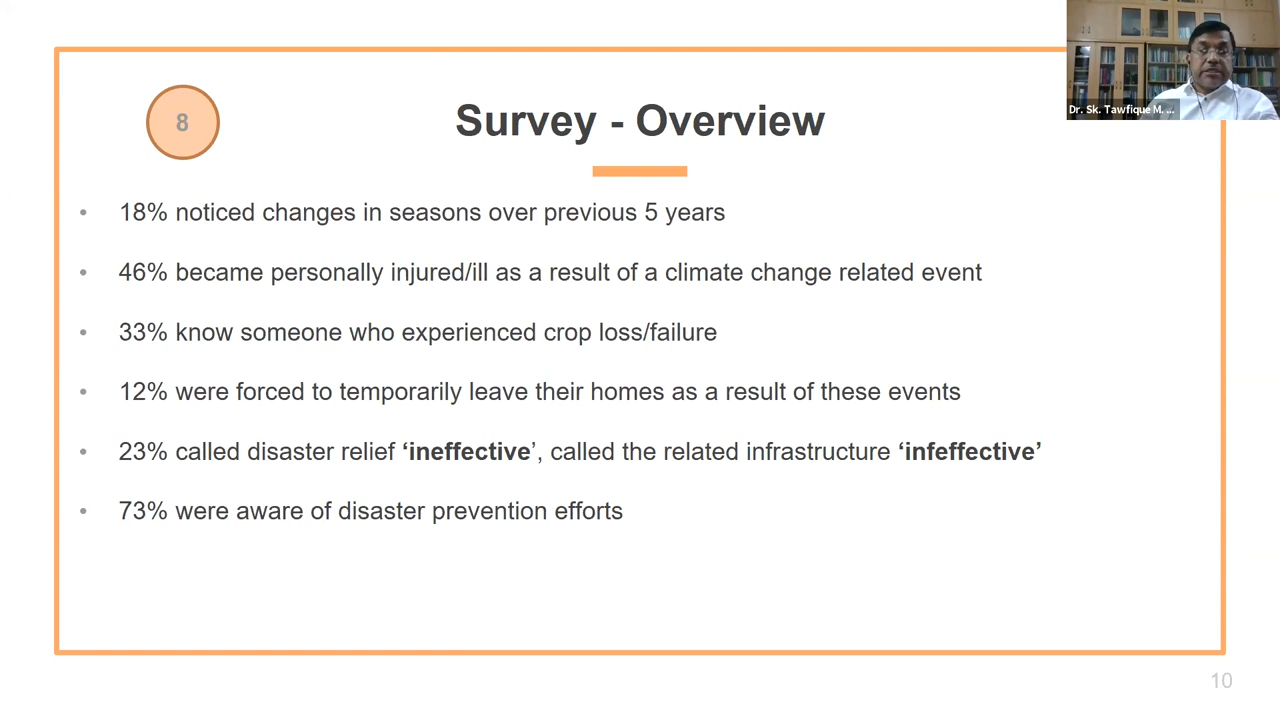 Dr. Sk. Tawfique M. ...
8
Survey - Overview
• 18% noticed changes in seasons over previous 5 years
• 46% became personally injured/ill as a result of a climate change related event
• 33% know someone who experienced crop loss/failure
• 12% were forced to temporarily leave their homes as a result of these events
• 23% called disaster relief ‘ineffective’, called the related infrastructure ‘infeffective’
• 73% were aware of disaster prevention efforts
10